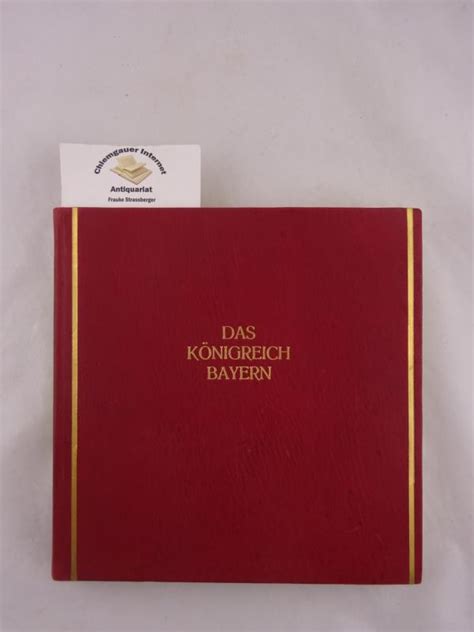 Chiemgauer Internet
Antiquariat
Frauke Strassberger
DAS
KÖNIGREICH
BAYERN